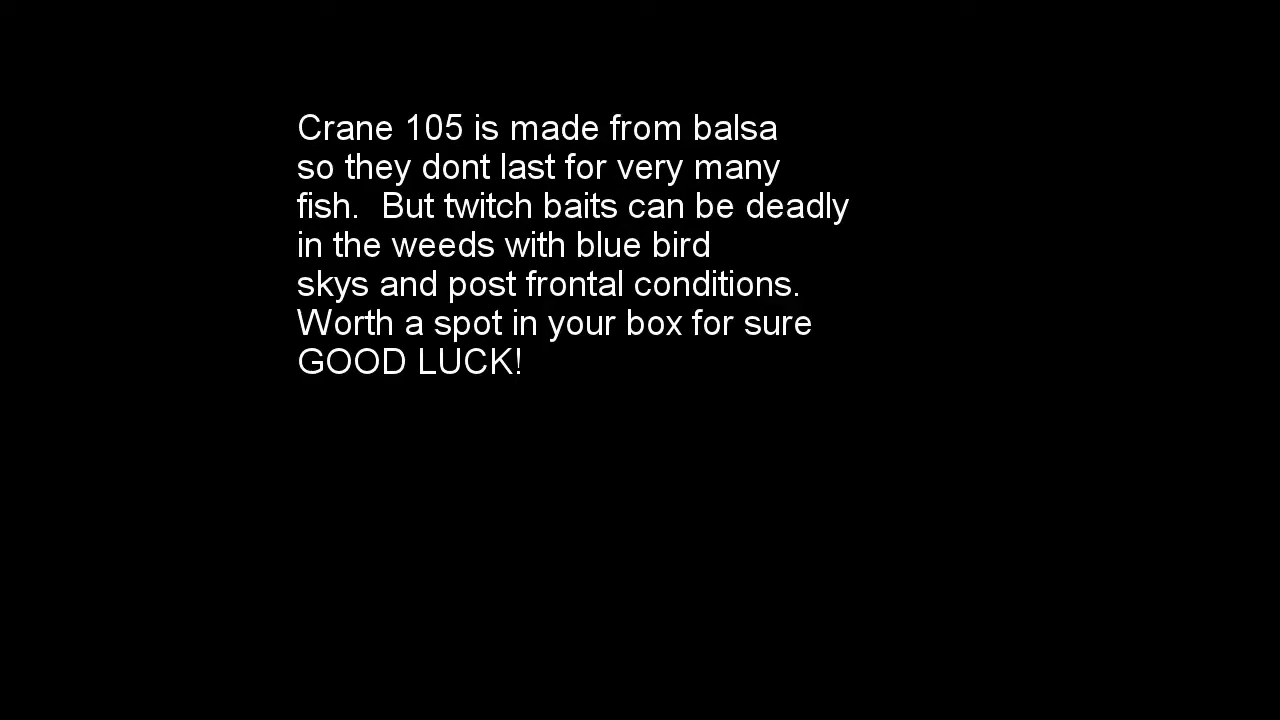 Crane 105 is made from balsa
so they dont last for very many
fish.  But twitch baits can be deadly
in the weeds with blue bird
skys and post frontal conditions.
Worth a spot in your box for sure
GOOD LUCK!